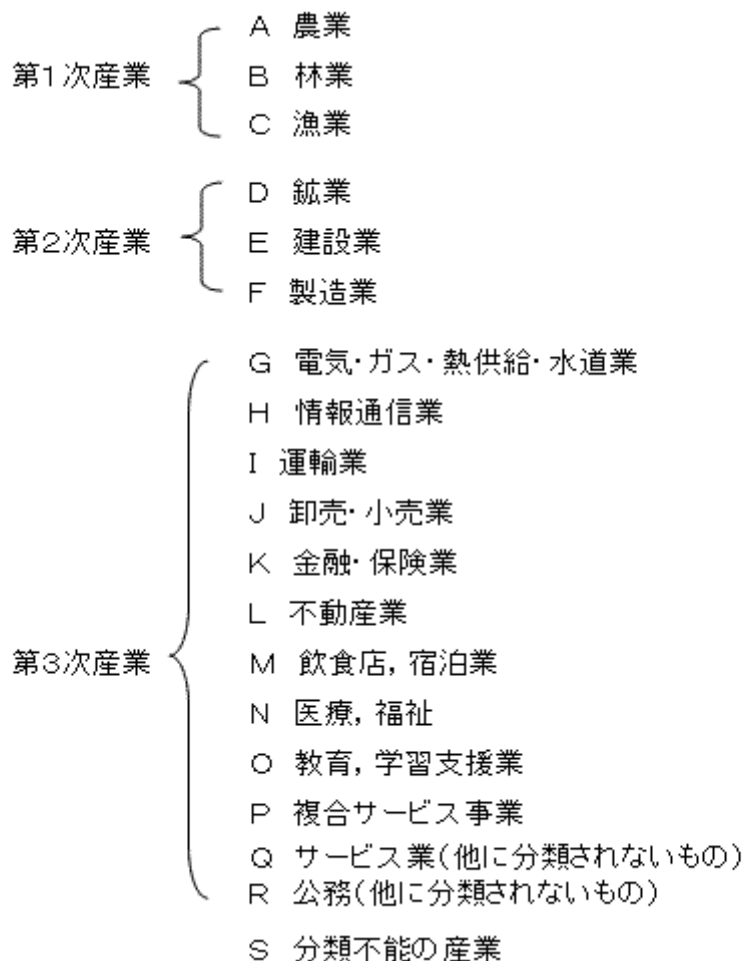 第1次産業
A 農業
B 林業
C 漁業
第2次産業
D 鉱業
E 建設業
F 製造業
第3次産業
G 電気・ガス・熱供給・水道業
H 情報通信業
I 運輸業
J 卸売・小売業
K 金融・保険業
L 不動産業
M 飲食店，宿泊業
N 医療，福祉
O 教育，学習支援業
P 複合サービス事業
Q サービス業（他に分類されないもの）
R 公務（他に分類されないもの）
S 分類不能の産業